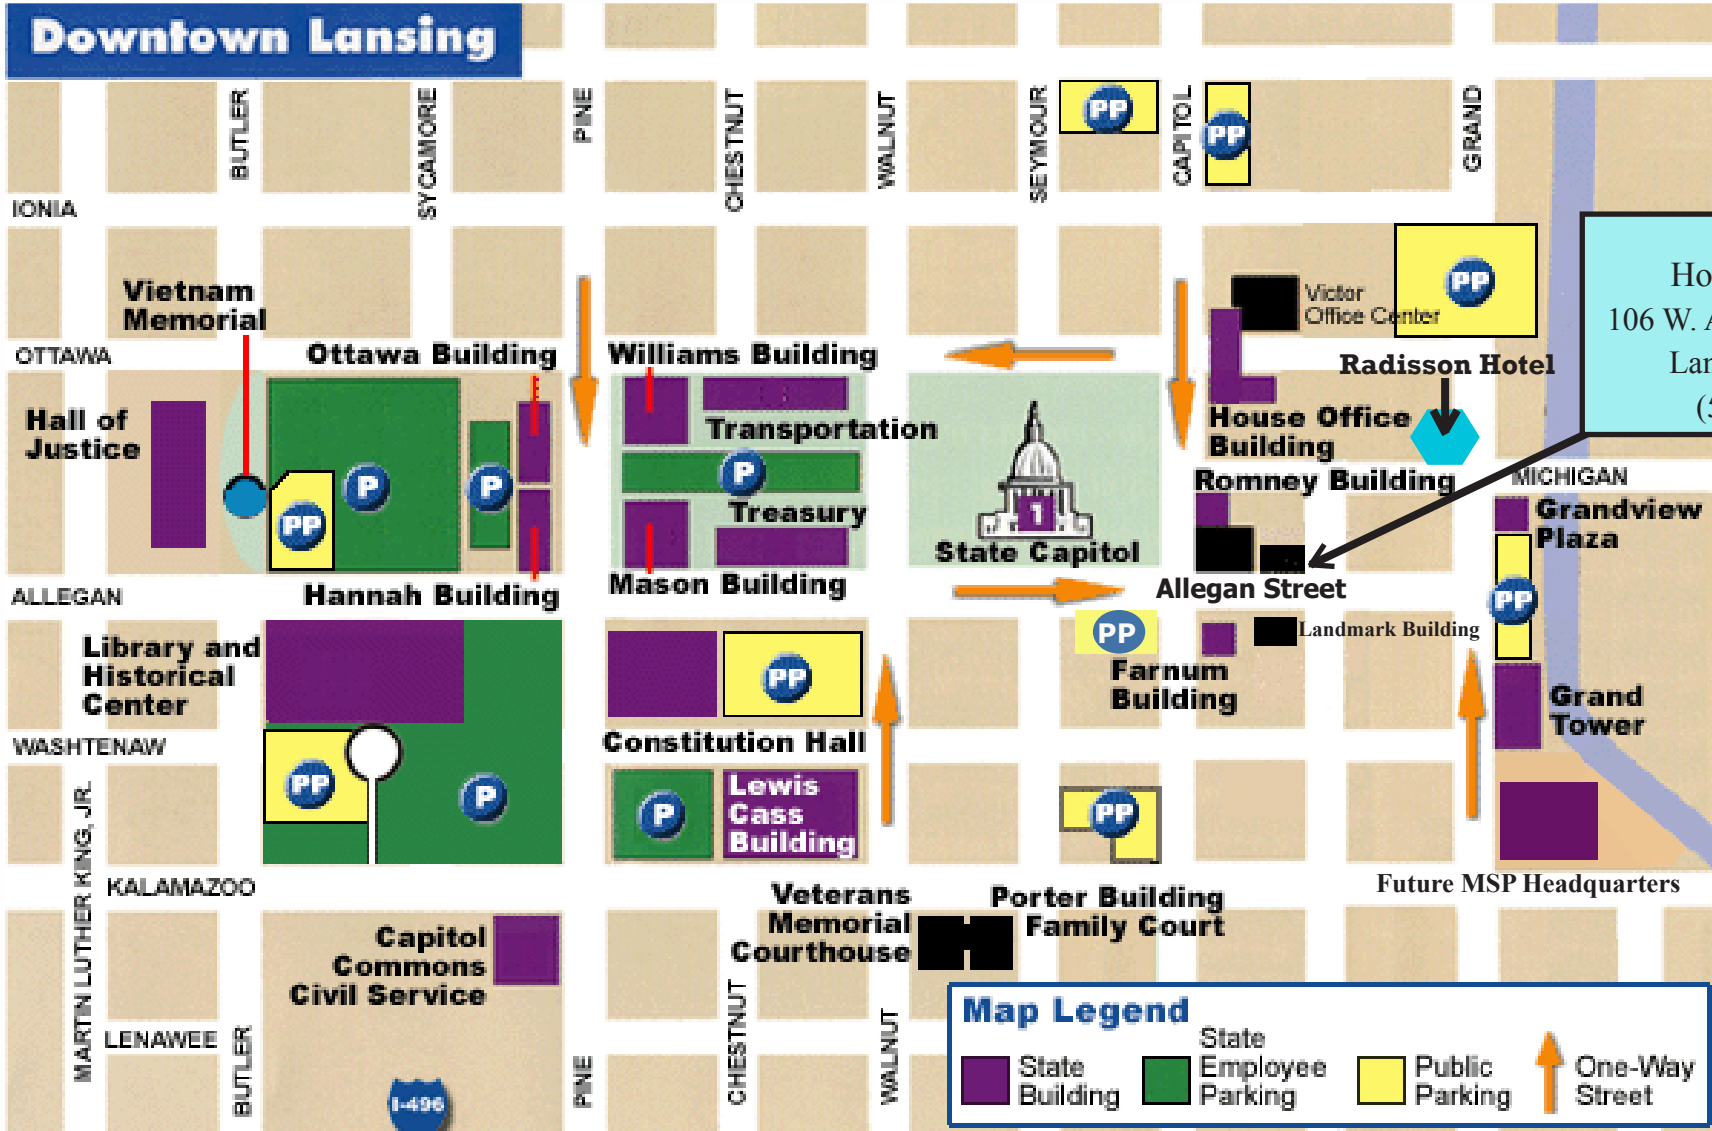 Downtown Lansing
BUTLER
SYCAMORE
PINE
CHESTNUT
WALNUT
SEYMOUR
PP
CAPITOL
PP
GRAND
IONIA
Vietnam
Memorial
Victor
Office Center
PP
Ho
106 W. A
Lan
(5
OTTAWA
Ottawa Building
Williams Building
Radisson Hotel
Hall of
Justice
Transportation
House Office
Building
P
P
P
PP
Treasury
1
State Capitol
Romney Building
MICHIGAN
Grandview
Plaza
ALLEGAN
Hannah Building
Mason Building
Allegan Street
PP
Library and
Historical
Center
PP
PP
Farnum
Building
Landmark Building
Grand
Tower
WASHTENAW
Constitution Hall
MARTIN LUTHER KING, JR.
PP
P
P
Lewis
Cass
Building
PP
KALAMAZOO
Future MSP Headquarters
Veterans
Memorial
Courthouse
Porter Building
Family Court
Capitol
Commons
Civil Service
LENAWEE
BUTLER
I-496
PINE
CHESTNUT
WALNUT
Map Legend
State
Building
State
Employee
Parking
Public
Parking
One-Way
Street